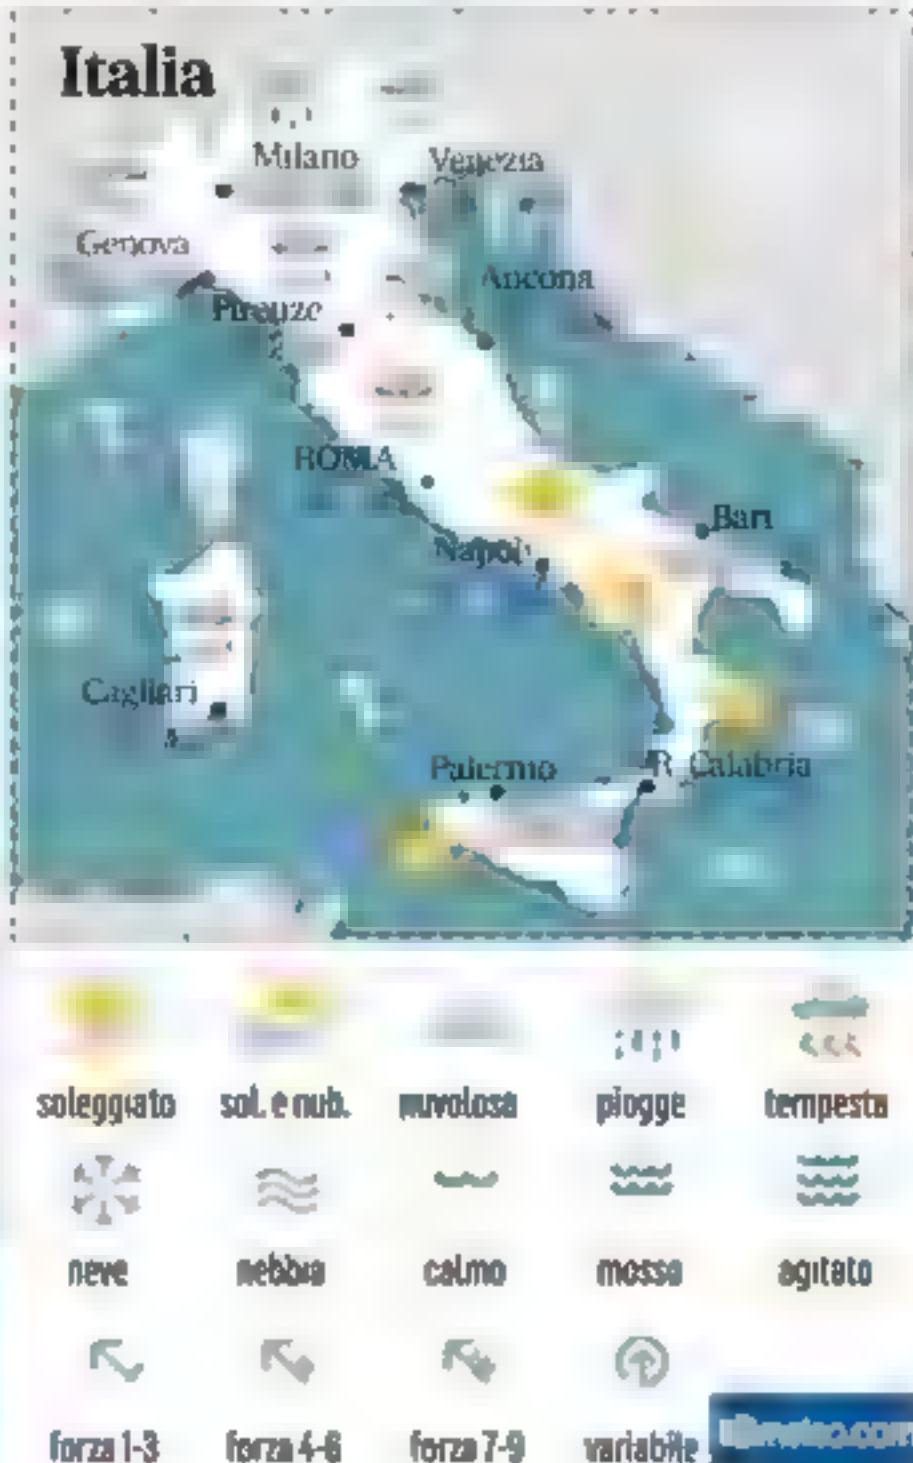 Italia
Milano
Venezia
Genova
Ancona
Firenze
ROMA
Bari
Napoli
Cagliari
Palermo
R. Calabria
soleggiato sol. e nub. nuvoloso piogge tempesta
neve nebbia calmo mosso agitato
forza 1-3 forza 4-6 forza 7-9 variabile